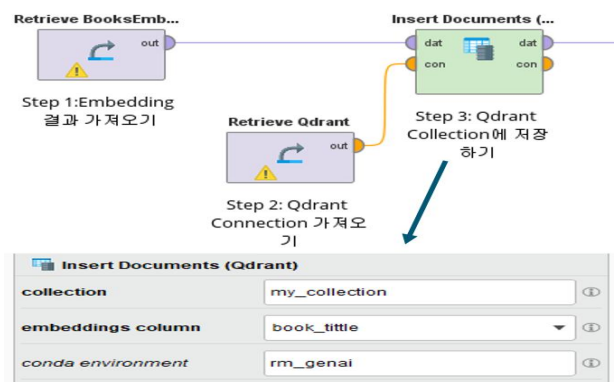 Retrieve BooksEmb...
Insert Documents (...
out
dat
dat
con
con
Step 1:Embedding
결과 가져오기
Retrieve Qdrant
out
Step 3: Qdrant
Collection에 저장
하기
Step 2: Qdrant
Connection 가져오
기
Insert Documents (Qdrant)
collection
my_collection
embeddings column
book_tittle
conda environment
rm_genai